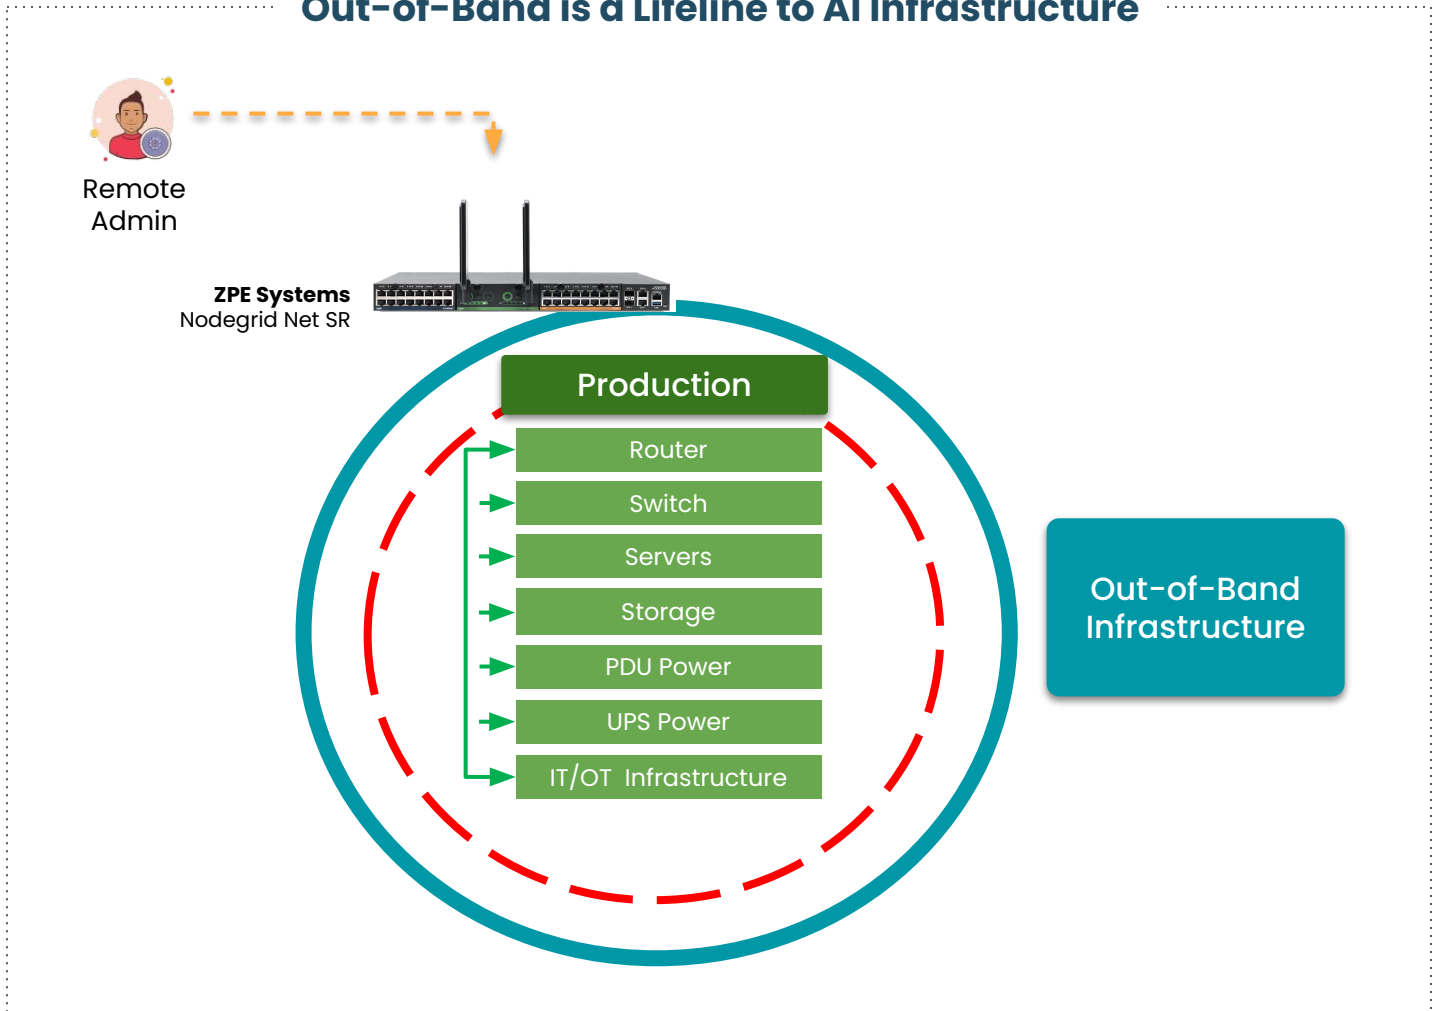 Out-of-Band is a Lifeline to AI Infrastructure
Remote
Admin
ZPE Systems
Nodegrid Net SR
Production
Router
Switch
Servers
Storage
PDU Power
UPS Power
IT/OT  Infrastructure
Out-of-Band
Infrastructure